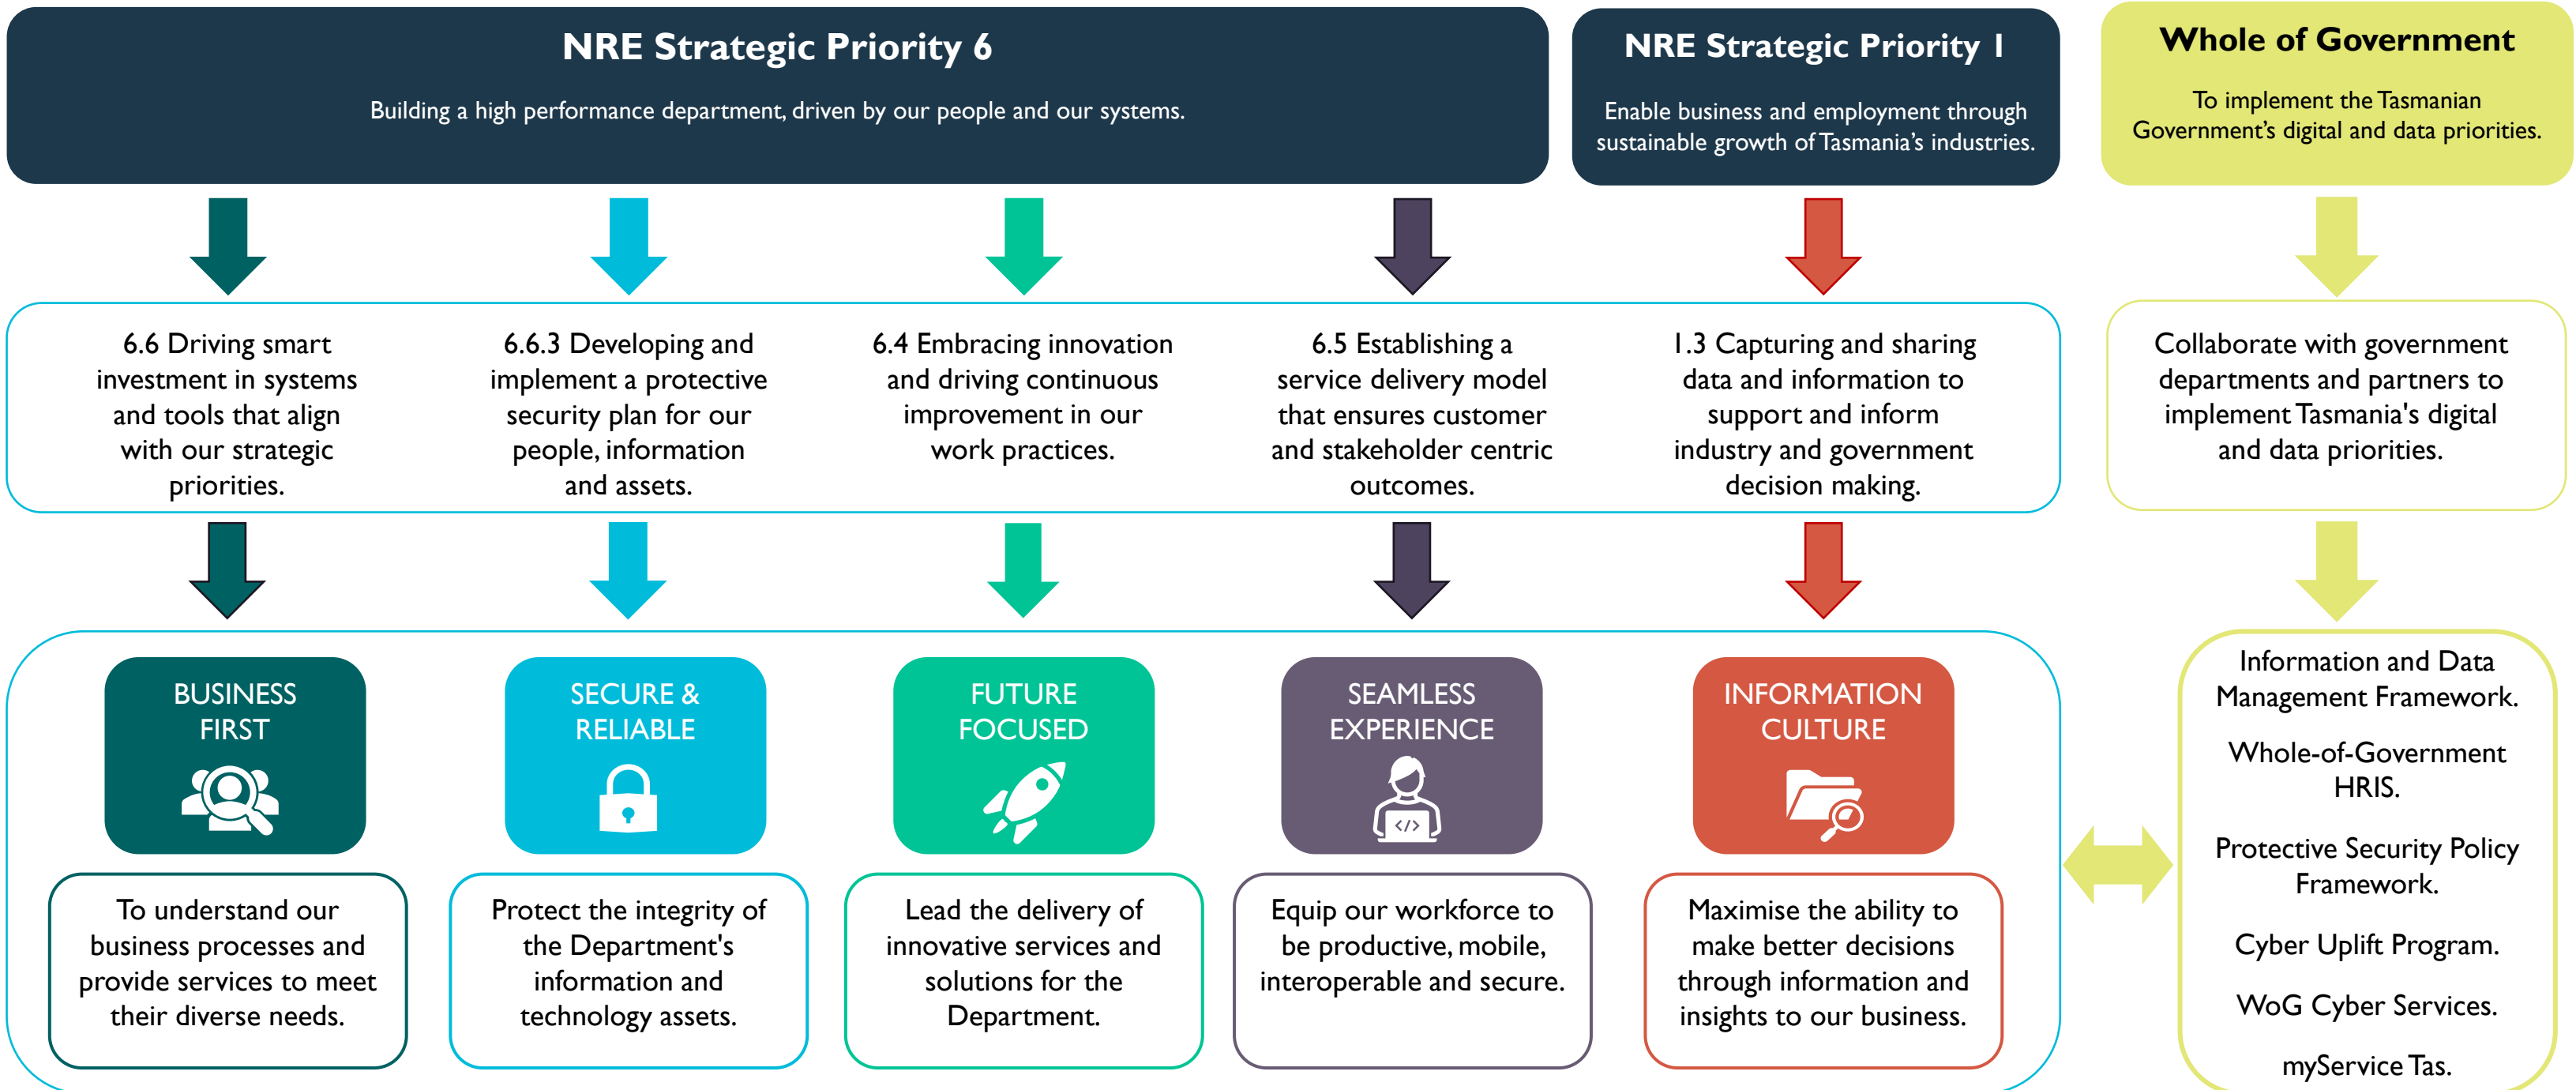 NRE Strategic Priority 6
Building a high performance department, driven by our people and our systems.
NRE Strategic Priority 1
Enable business and employment through
sustainable growth of Tasmania's industries.
Whole of Government
To implement the Tasmanian
Government's digital and data priorities.
6.6 Driving smart
investment in systems
and tools that align
with our strategic
priorities.
6.6.3 Developing and
implement a protective
security plan for our
people, information
and assets.
6.4 Embracing innovation
and driving continuous
improvement in our
work practices.
6.5 Establishing a
service delivery model
that ensures customer
and stakeholder centric
outcomes.
1.3 Capturing and sharing
data and information to
support and inform
industry and government
decision making.
Collaborate with government
departments and partners to
implement Tasmania's digital
and data priorities.
BUSINESS
FIRST
To understand our
business processes and
provide services to meet
their diverse needs.
SECURE &
RELIABLE
Protect the integrity of
the Department's
information and
technology assets.
FUTURE
FOCUSED
Lead the delivery of
innovative services and
solutions for the
Department.
SEAMLESS
EXPERIENCE
</>
Equip our workforce to
be productive, mobile,
interoperable and secure.
INFORMATION
CULTURE
Maximise the ability to
make better decisions
through information and
insights to our business.
Information and Data
Management Framework.
Whole-of-Government
HRIS.
Protective Security Policy
Framework.
Cyber Uplift Program.
WoG Cyber Services.
myService Tas.